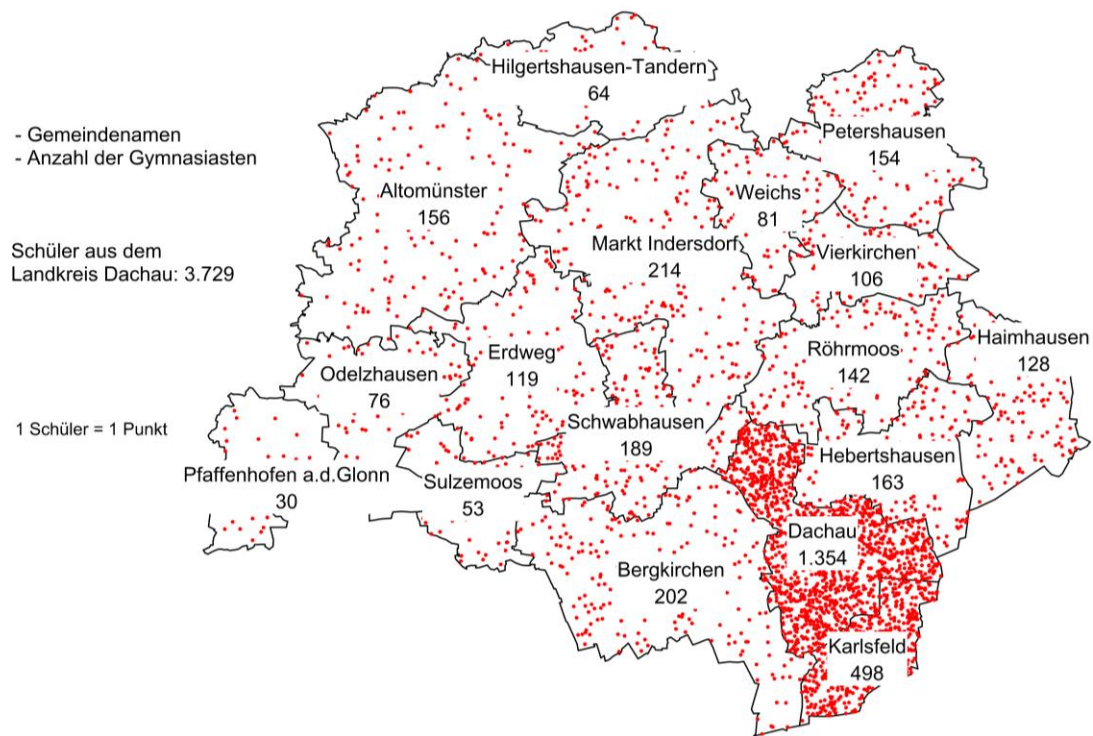 - Gemeindenamen
- Anzahl der Gymnasiasten
Schüler aus dem
Landkreis Dachau: 3.729
1 Schüler = 1 Punkt
Hilgertshausen-Tandern
64
Petershausen
154
Altomünster
156
Weichs
81
Markt Indersdorf
214
Vierkirchen
106
Haimhausen
128
Röhrmoos
142
Erdweg
119
Odelzhausen
76
Schwabhausen
189
Hebertshausen
163
Pfaffenhofen a.d.Glonn
30
Sulzemoos
53
Dachau
1.354
Bergkirchen
202
Karlsfeld
498